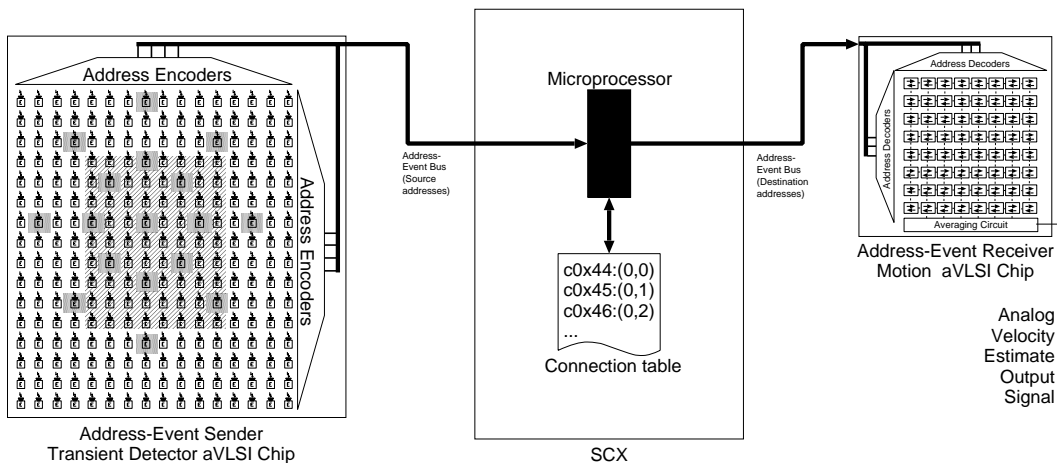 Address Encoders
Address Encoders
Address-Event Sender
Transient Detector aVLSI Chip
Address-
Event Bus
(Source
addresses)
Microprocessor
c0x44:(0,0)
c0x45:(0,1)
c0x46:(0,2)
...
Connection table
SCX
Address-
Event Bus
(Destination
addresses)
Address Decoders
Address Decoders
Averaging Circuit
Address-Event Receiver
Motion aVLSI Chip
Analog
Velocity
Estimate
Output
Signal